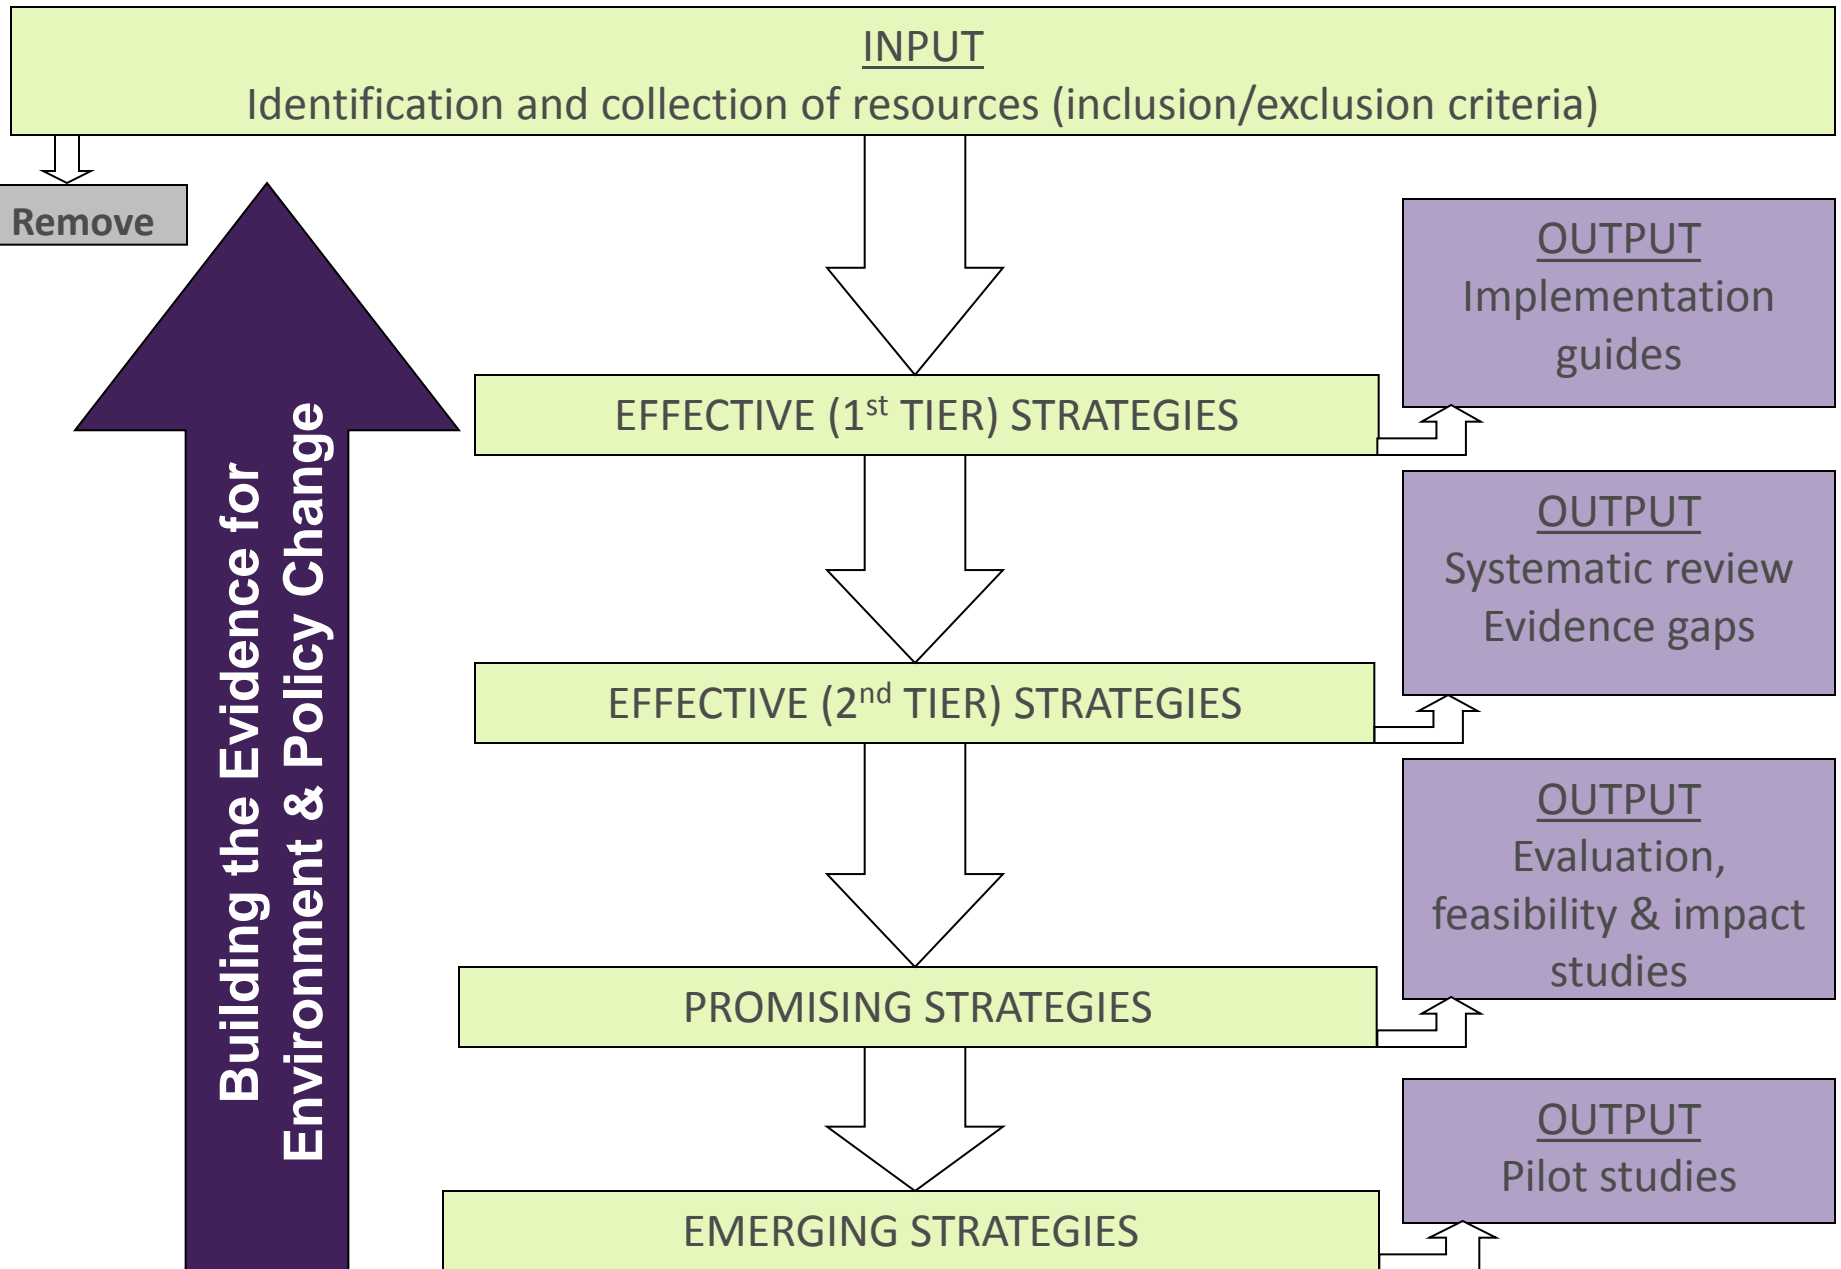 INPUT
Identification and collection of resources (inclusion/exclusion criteria)
Remove
Building the Evidence for
Environment & Policy Change
OUTPUT
Implementation
guides
EFFECTIVE (1st TIER) STRATEGIES
OUTPUT
Systematic review
Evidence gaps
EFFECTIVE (2nd TIER) STRATEGIES
OUTPUT
Evaluation,
feasibility & impact
studies
PROMISING STRATEGIES
OUTPUT
Pilot studies
EMERGING STRATEGIES